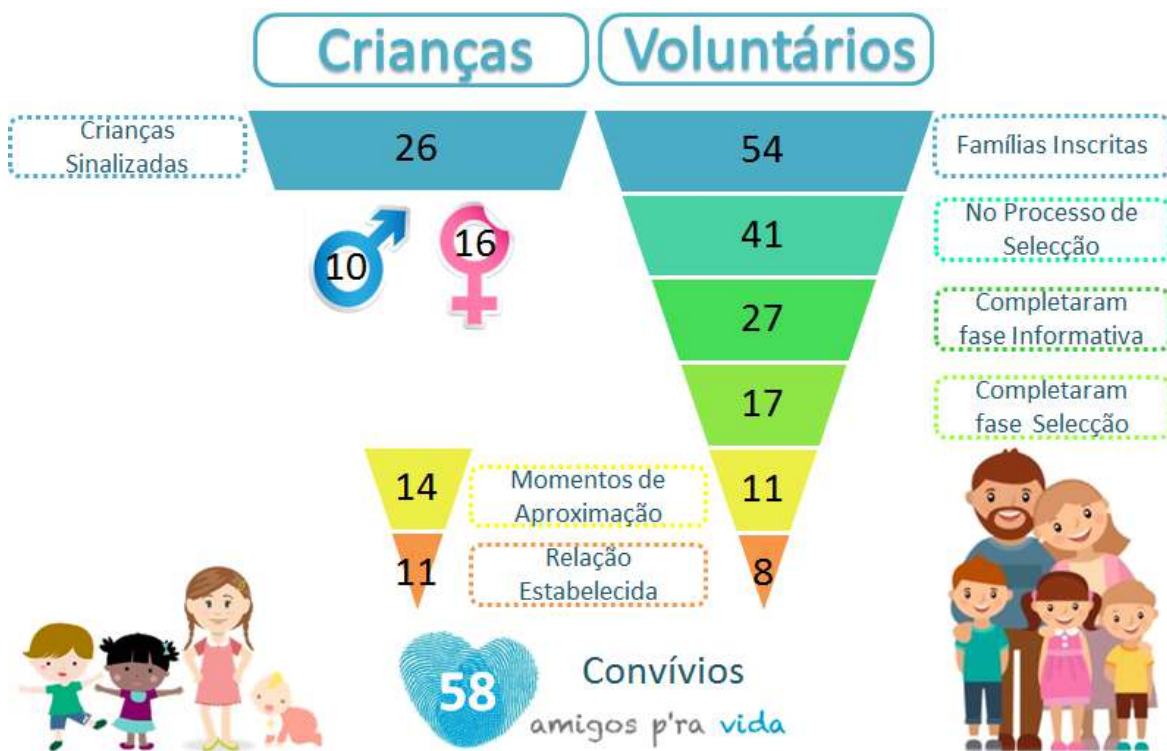 Crianças
Voluntários
Crianças
Sinalizadas
26
54
Famílias Inscritas
10
16
41
No Processo de
Selecção
27
Completaram
fase Informativa
17
Completaram
fase Selecção
14
Momentos de
Aproximação
11
11
Relação
Estabelecida
8
58
Convívios
amigos p'ra vida